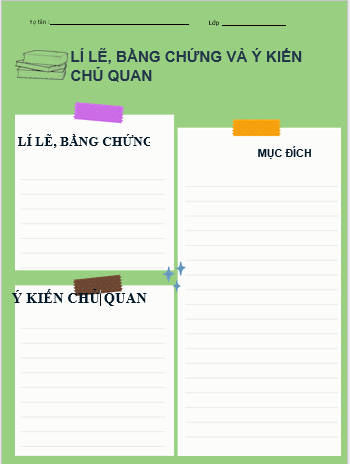 Họ tên : Lớp
LÍ LẼ, BẰNG CHỨNG VÀ Ý KIẾN
CHỦ QUAN
LÍ LẼ, BẰNG CHỨNG
MỤC ĐÍCH
Ý KIẾN CHỦ QUAN